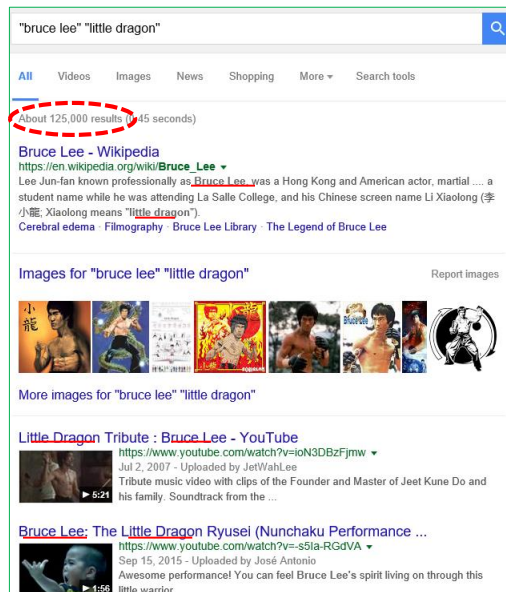 "bruce lee" "little dragon"
All Videos Images News Shopping More Search tools
About 125,000 results (0.45 seconds)
Bruce Lee - Wikipedia
https://en.wikipedia.org/wiki/Bruce_Lee
Lee Jun-fan known professionally as Bruce Lee, was a Hong Kong and American actor, martial .... a
student name while he was attending La Salle College, and his Chinese screen name Li Xiaolong (李
小龍; Xiaolong means "little dragon").
Cerebral edema · Filmography · Bruce Lee Library · The Legend of Bruce Lee
Images for "bruce lee" "little dragon"
Report images
小
龍
More images for "bruce lee" "little dragon"
Little Dragon Tribute : Bruce Lee - YouTube
https://www.youtube.com/watch?v=ioN3DBzFjmw
Jul 2, 2007 - Uploaded by JetWahLee
Tribute music video with clips of the Founder and Master of Jeet Kune Do and
5:21
his family. Soundtrack from the ...
Bruce Lee: The Little Dragon Ryusei (Nunchaku Performance ...
https://www.youtube.com/watch?v=-s5Ia-RGdVA
Sep 15, 2015 - Uploaded by José Antonio
Awesome performance! You can feel Bruce Lee's spirit living on through this
1:56
little warrior